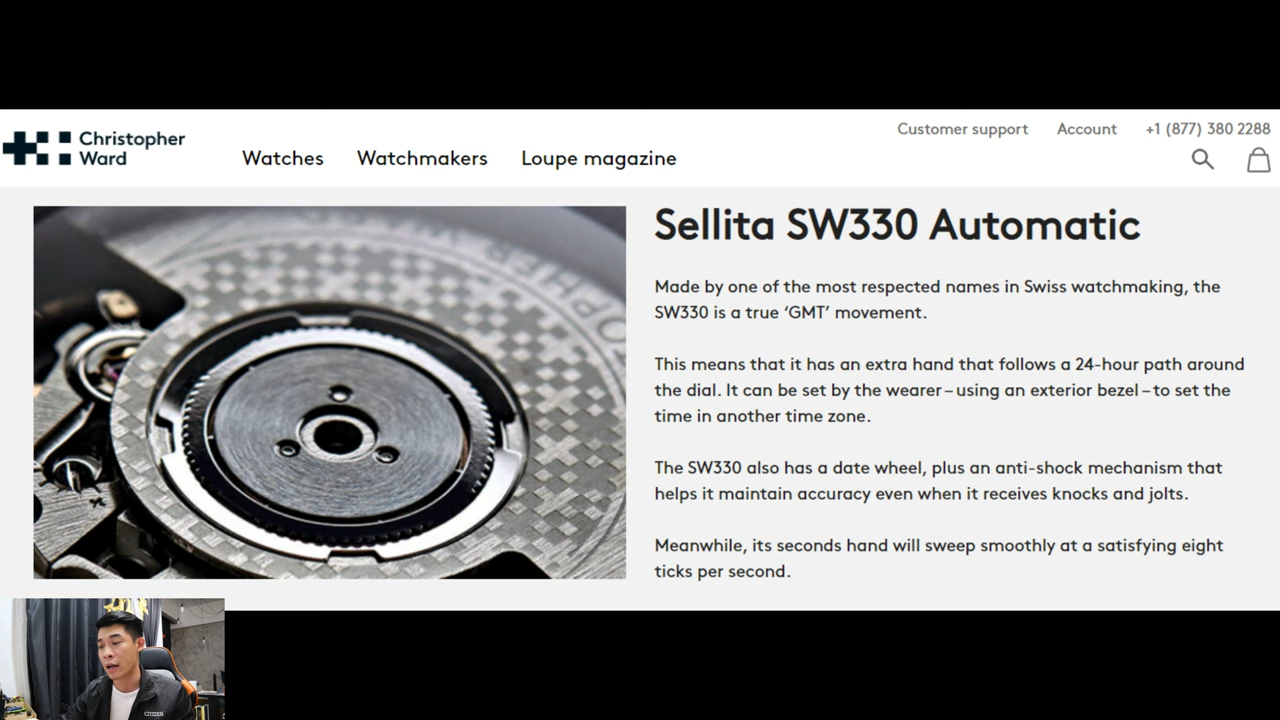 Customer support Account +1 (877) 380 2288
Christopher
Ward
Watches Watchmakers Loupe magazine
Sellita SW330 Automatic
Made by one of the most respected names in Swiss watchmaking, the
SW330 is a true ‘GMT’ movement.
This means that it has an extra hand that follows a 24-hour path around
the dial. It can be set by the wearer – using an exterior bezel – to set the
time in another time zone.
The SW330 also has a date wheel, plus an anti-shock mechanism that
helps it maintain accuracy even when it receives knocks and jolts.
Meanwhile, its seconds hand will sweep smoothly at a satisfying eight
ticks per second.
CITIZEN